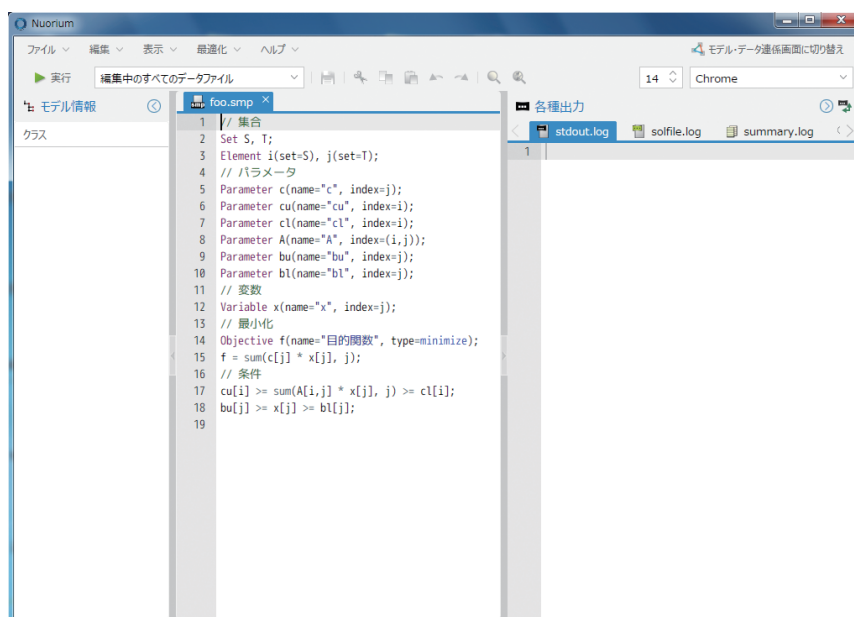 Nuorium
ファイル 編集 表示 最適化 ヘルプ モデル・データ連係画面に切り替え
実行 編集中のすべてのデータファイル 14 Chrome
モデル情報
クラス
foo.smp ×
1 // 集合
2 Set S, T;
3 Element i(set=S), j(set=T);
4 // パラメータ
5 Parameter c(name="c", index=j);
6 Parameter cu(name="cu", index=i);
7 Parameter cl(name="cl", index=i);
8 Parameter A(name="A", index=(i,j));
9 Parameter bu(name="bu", index=j);
10 Parameter bl(name="bl", index=j);
11 // 変数
12 Variable x(name="x", index=j);
13 // 最小化
14 Objective f(name="目的関数", type=minimize);
15 f = sum(c[j] * x[j], j);
16 // 条件
17 cu[i] >= sum(A[i,j] * x[j], j) >= cl[i];
18 bu[j] >= x[j] >= bl[j];
19
各種出力
stdout.log solfile.log summary.log
1